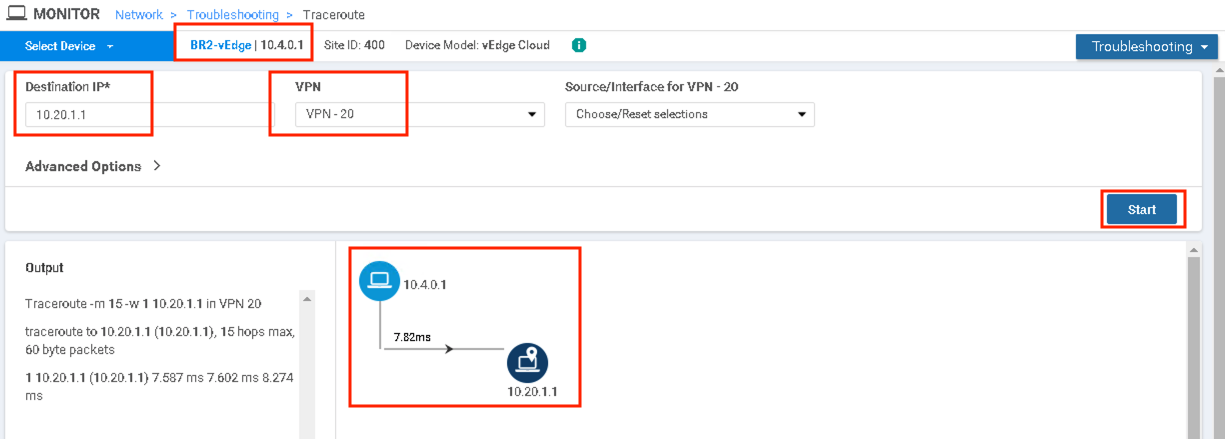 MONITOR Network > Troubleshooting > Traceroute
Select Device BR2-vEdge | 10.4.0.1 Site ID: 400 Device Model: vEdge Cloud i Troubleshooting
Destination IP* VPN Source/Interface for VPN - 20
10.20.1.1 VPN - 20 Choose/Reset selections
Advanced Options >
Start
Output
Traceroute -m 15 -w 1 10.20.1.1 in VPN 20
traceroute to 10.20.1.1 (10.20.1.1), 15 hops max,
60 byte packets
1 10.20.1.1 (10.20.1.1) 7.587 ms 7.602 ms 8.274
ms
10.4.0.1
7.82ms
10.20.1.1